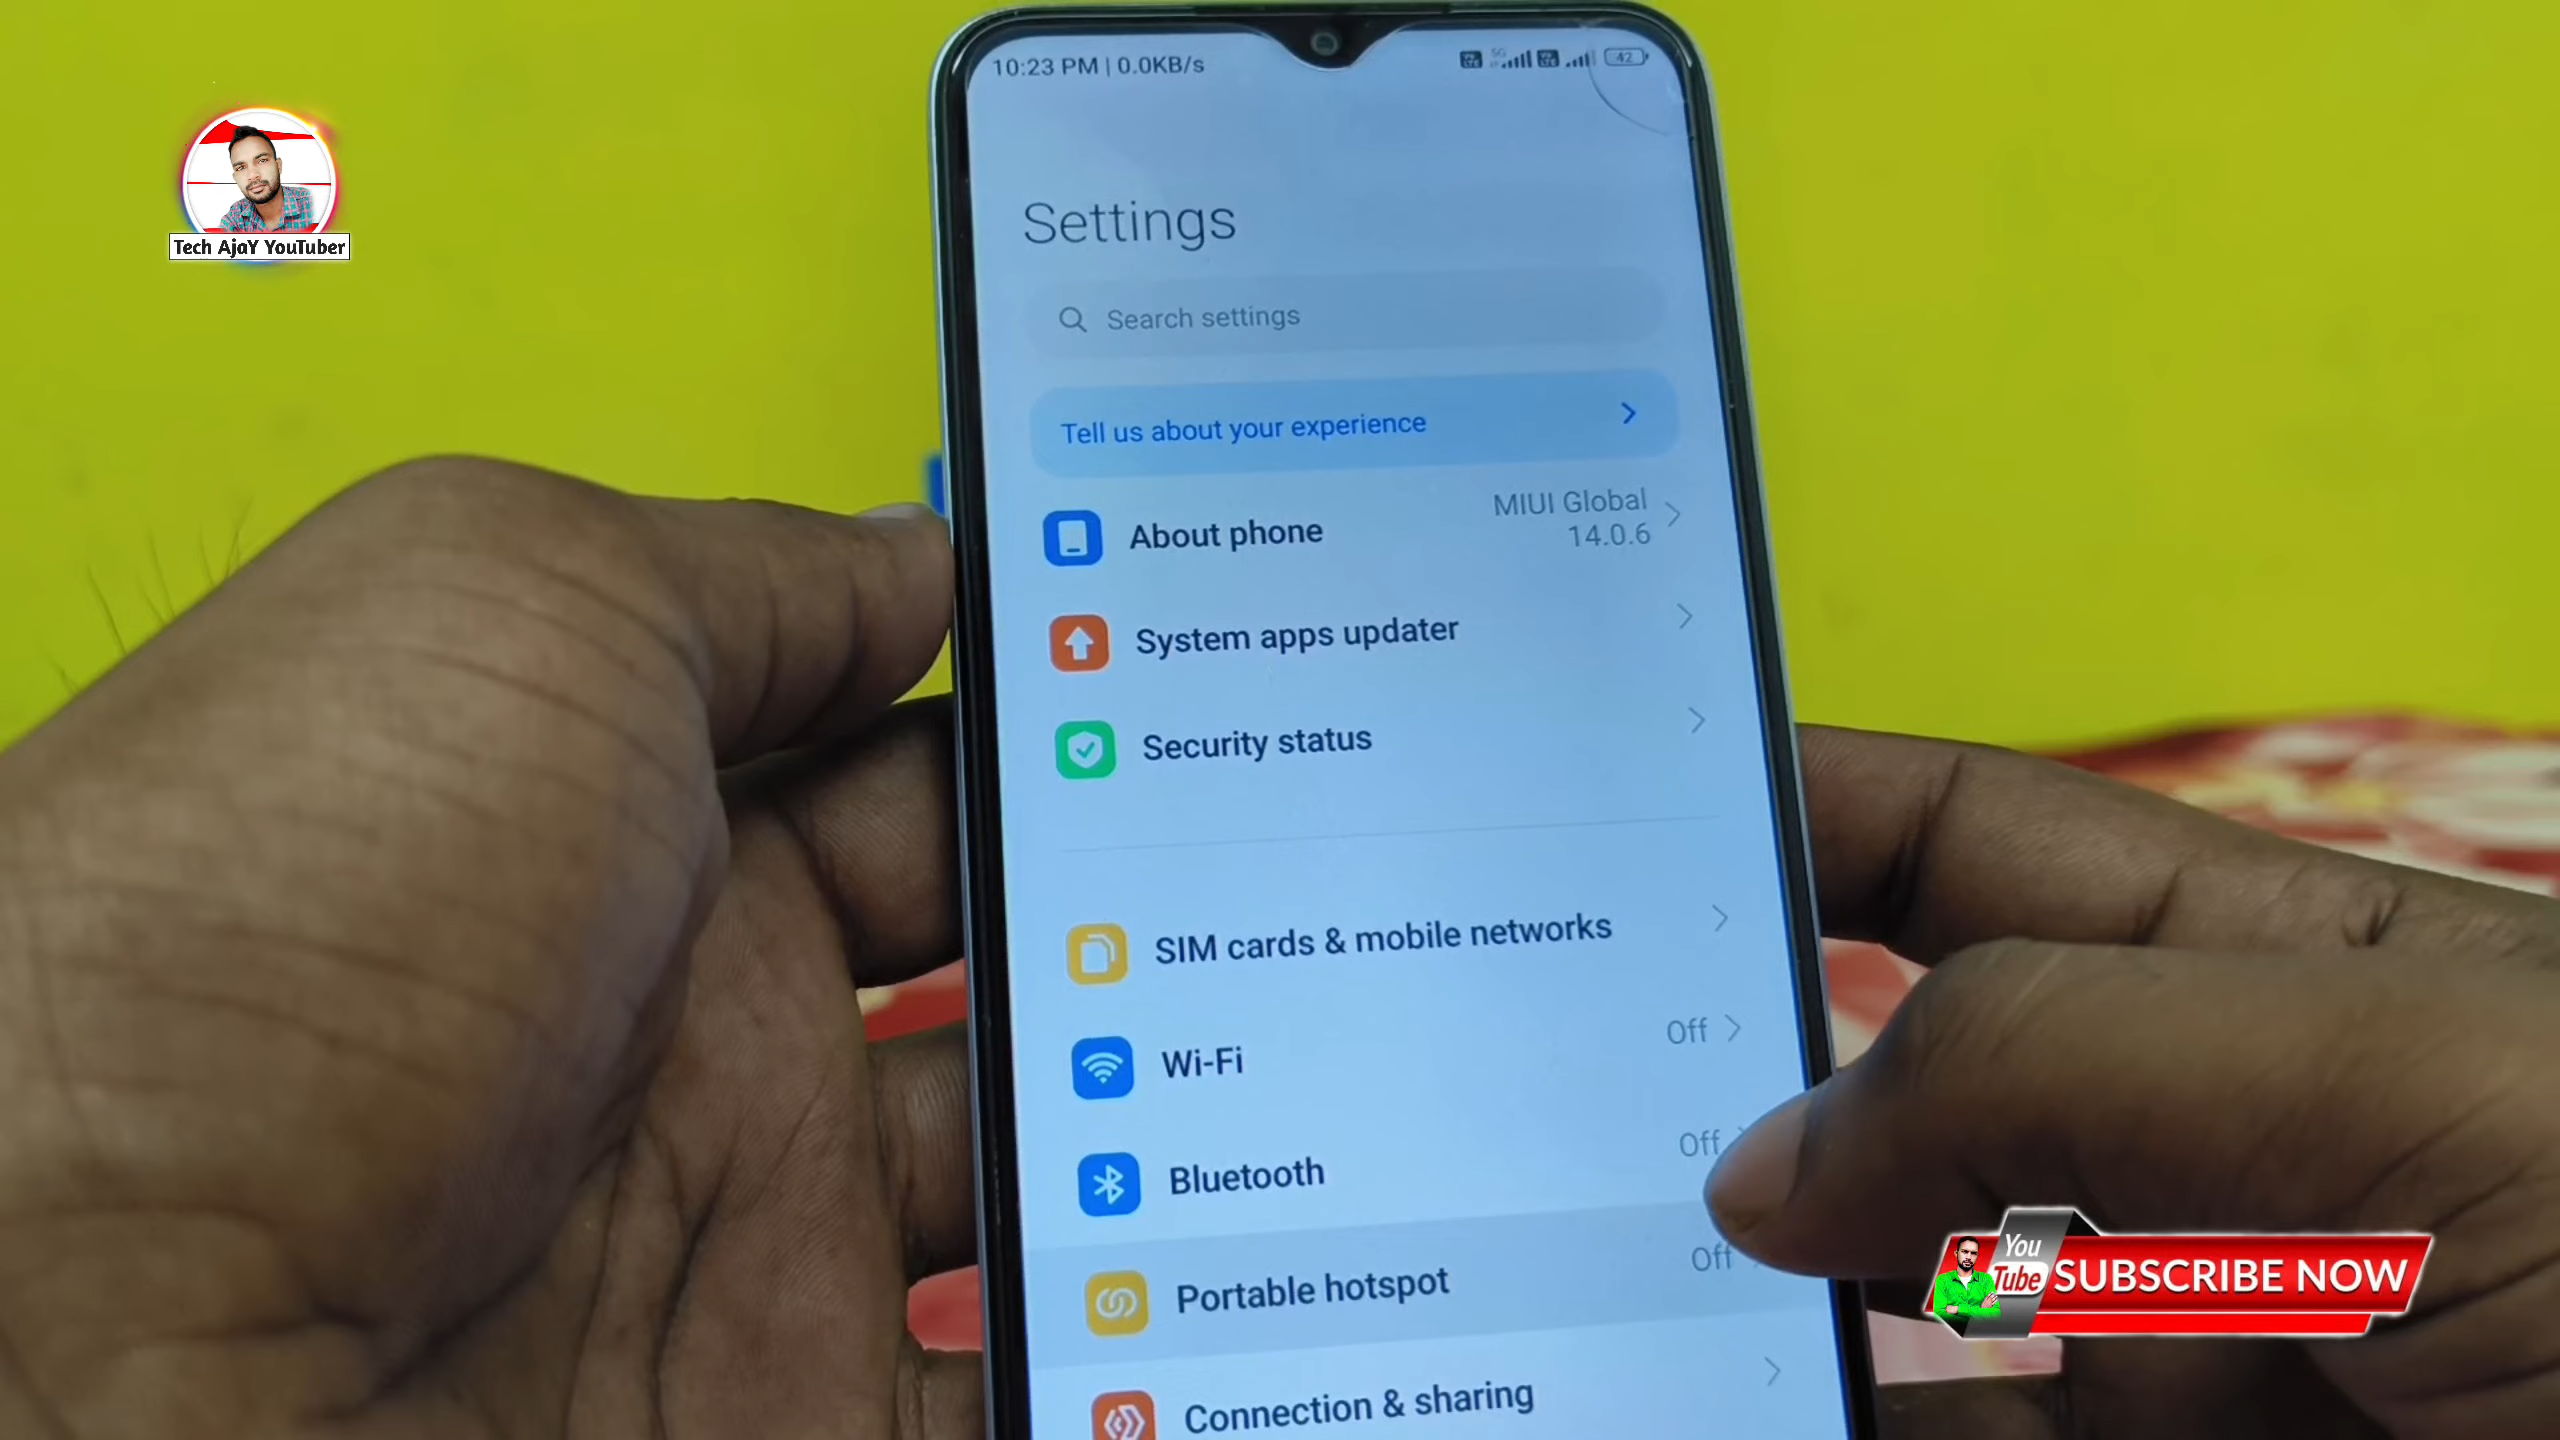 10:23 PM | 0.0KB/s
5G
42
Tech AjaY YouTuber
Settings
Search settings
Tell us about your experience
About phone
MIUI Global
14.0.6
System apps updater
Security status
SIM cards & mobile networks
Wi-Fi
Off
Bluetooth
Off
Portable hotspot
Off
Connection & sharing
You
Tube
SUBSCRIBE NOW